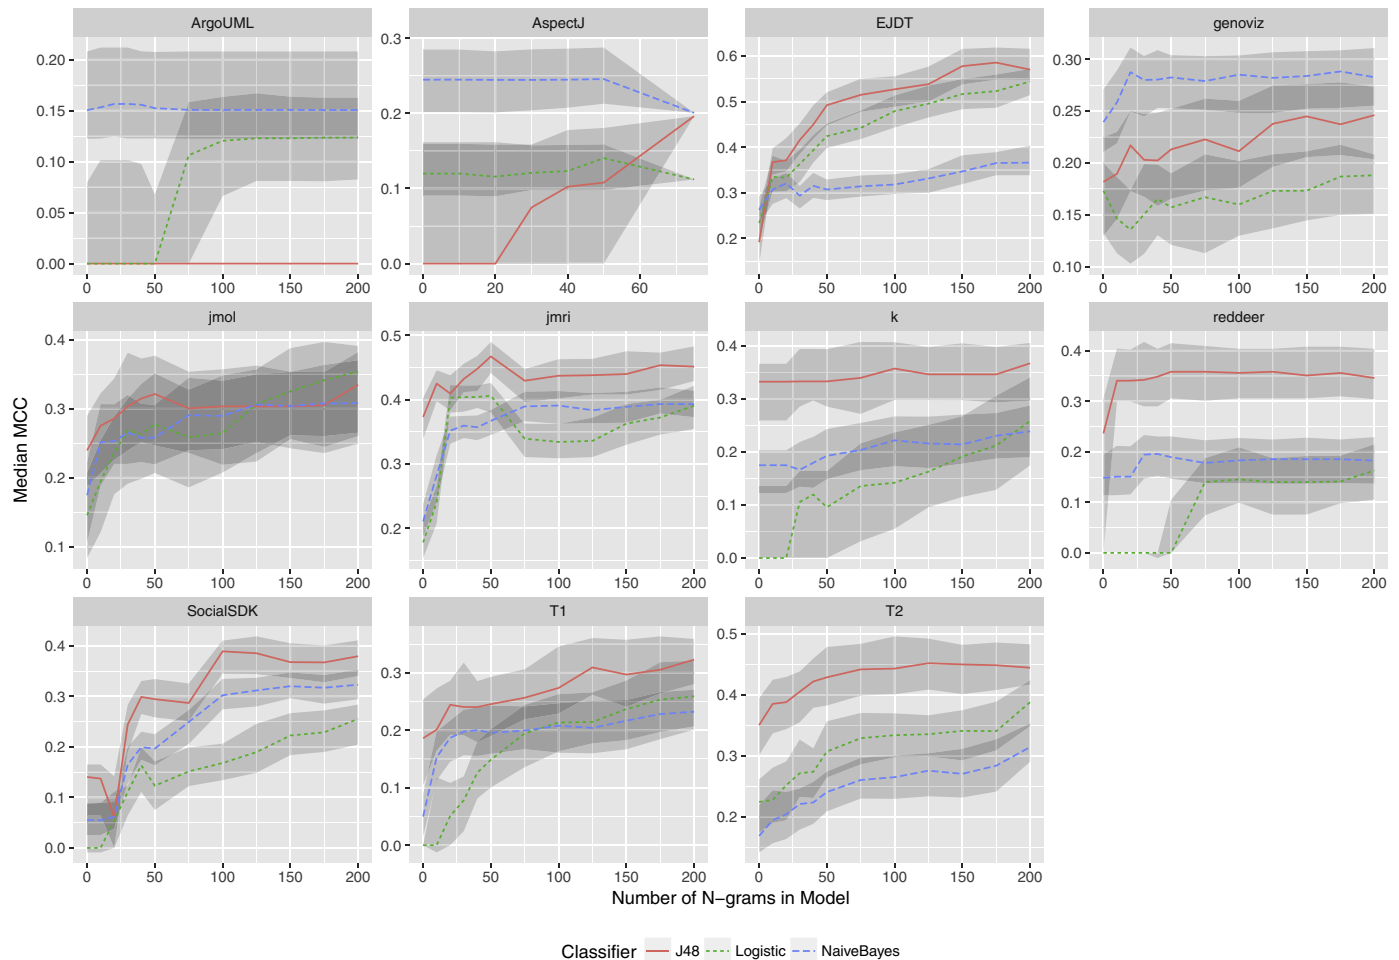 ArgoUML AspectJ EJDT genoviz
0.20 0.15 0.10 0.05 0.00
0.3 0.2 0.1 0.0
0.6 0.5 0.4 0.3 0.2
0.30 0.25 0.20 0.15 0.10
0 50 100 150 200 0 20 40 60 0 50 100 150 200 0 50 100 150 200
jmol jmri k reddeer
Median MCC
0.4 0.3 0.2 0.1
0.5 0.4 0.3 0.2
0.4 0.3 0.2 0.1 0.0
0.4 0.3 0.2 0.1 0.0
0 50 100 150 200 0 50 100 150 200 0 50 100 150 200 0 50 100 150 200
SocialSDK T1 T2
0.4 0.3 0.2 0.1 0.0
0.3 0.2 0.1 0.0
0.5 0.4 0.3 0.2
0 50 100 150 200 0 50 100 150 200 0 50 100 150 200
Number of N−grams in Model
Classifier J48 Logistic NaiveBayes